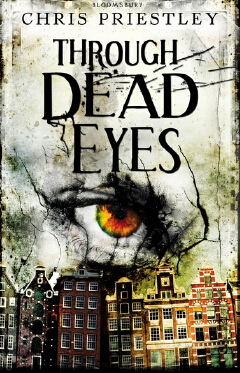 BLOOMSBURY
CHRIS PRIESTLEY
THROUGH
DEAD
EYES